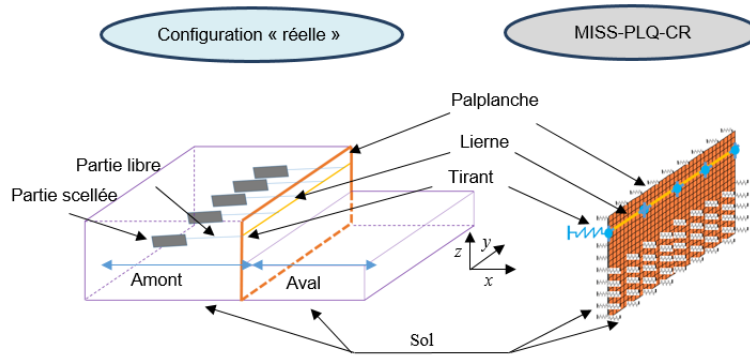 Configuration « réelle »
MISS-PLQ-CR
Palplanche
Lierne
Partie libre
Tirant
Partie scellée
z
y
x
Amont
Aval
Sol